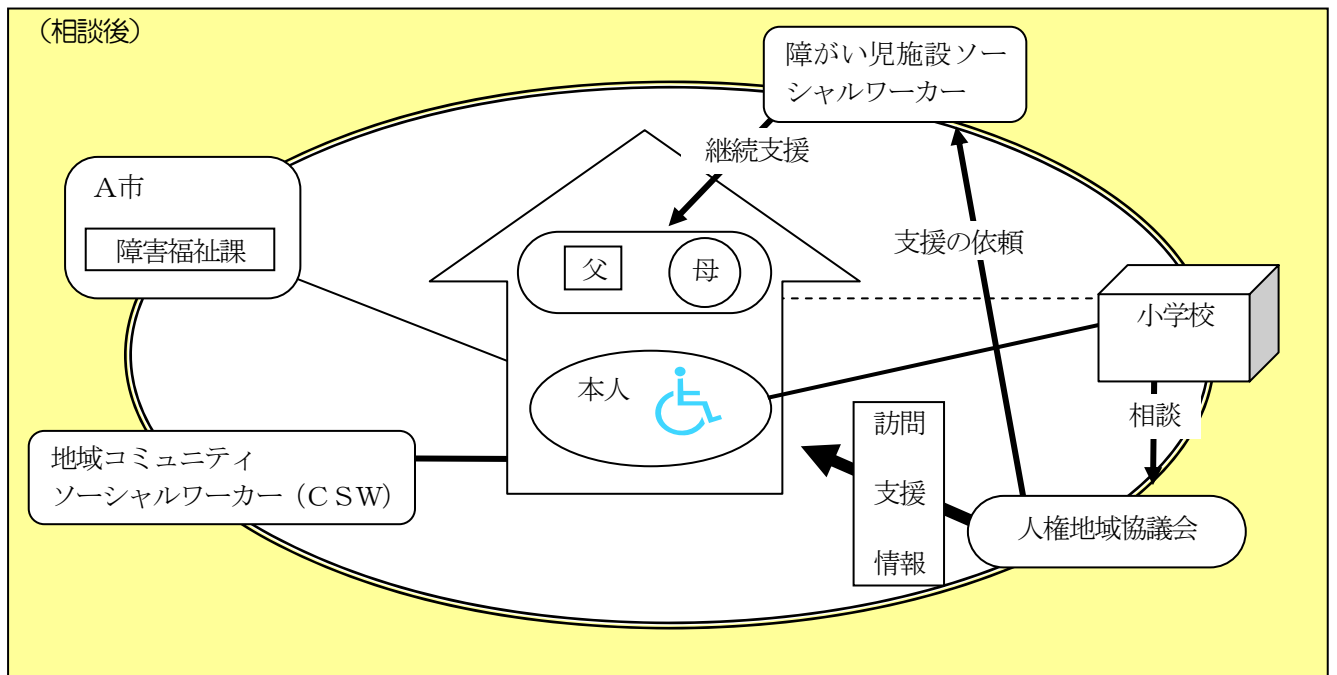 （相談後）
障がい児施設ソー
シャルワーカー
継続支援
A市
障害福祉課
父
母
支援の依頼
小学校
本人
相談
訪問
支援
情報
地域コミュニティ
ソーシャルワーカー（CSW）
人権地域協議会